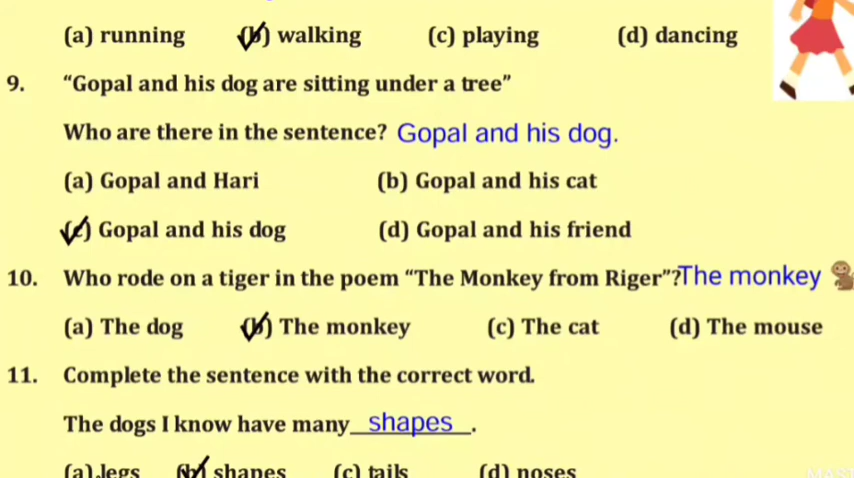 (a) running (b) walking (c) playing (d) dancing
9. “Gopal and his dog are sitting under a tree”
Who are there in the sentence? Gopal and his dog.
(a) Gopal and Hari (b) Gopal and his cat
(c) Gopal and his dog (d) Gopal and his friend
10. Who rode on a tiger in the poem “The Monkey from Riger”? The monkey
(a) The dog (b) The monkey (c) The cat (d) The mouse
11. Complete the sentence with the correct word.
The dogs I know have many shapes.
(a) legs (b) shapes (c) tails (d) noses